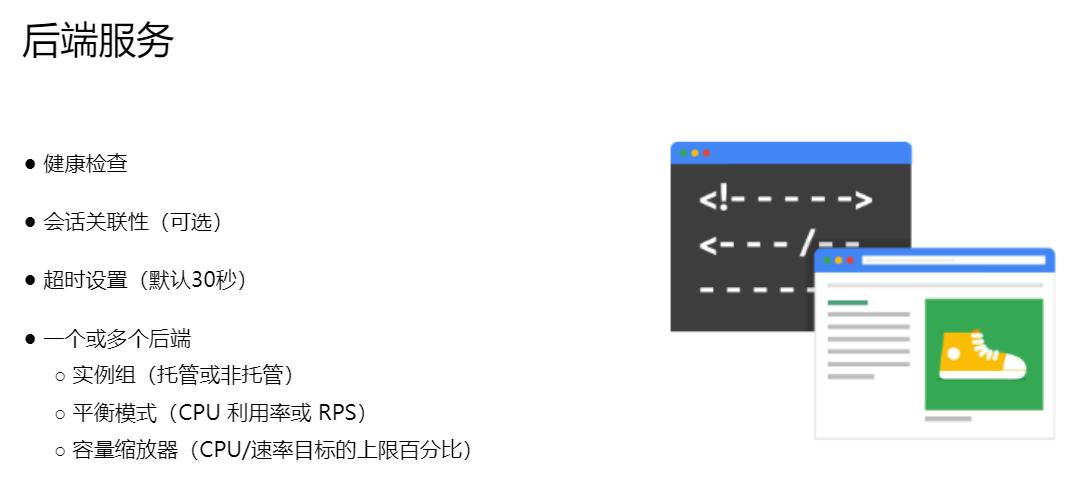 后端服务
● 健康检查
● 会话关联性（可选）
● 超时设置（默认30秒）
● 一个或多个后端
○ 实例组（托管或非托管）
○ 平衡模式（CPU 利用率或 RPS）
○ 容量缩放器（CPU/速率目标的上限百分比）
<!- - - - - ->
<- - - /- -
- - - - - -